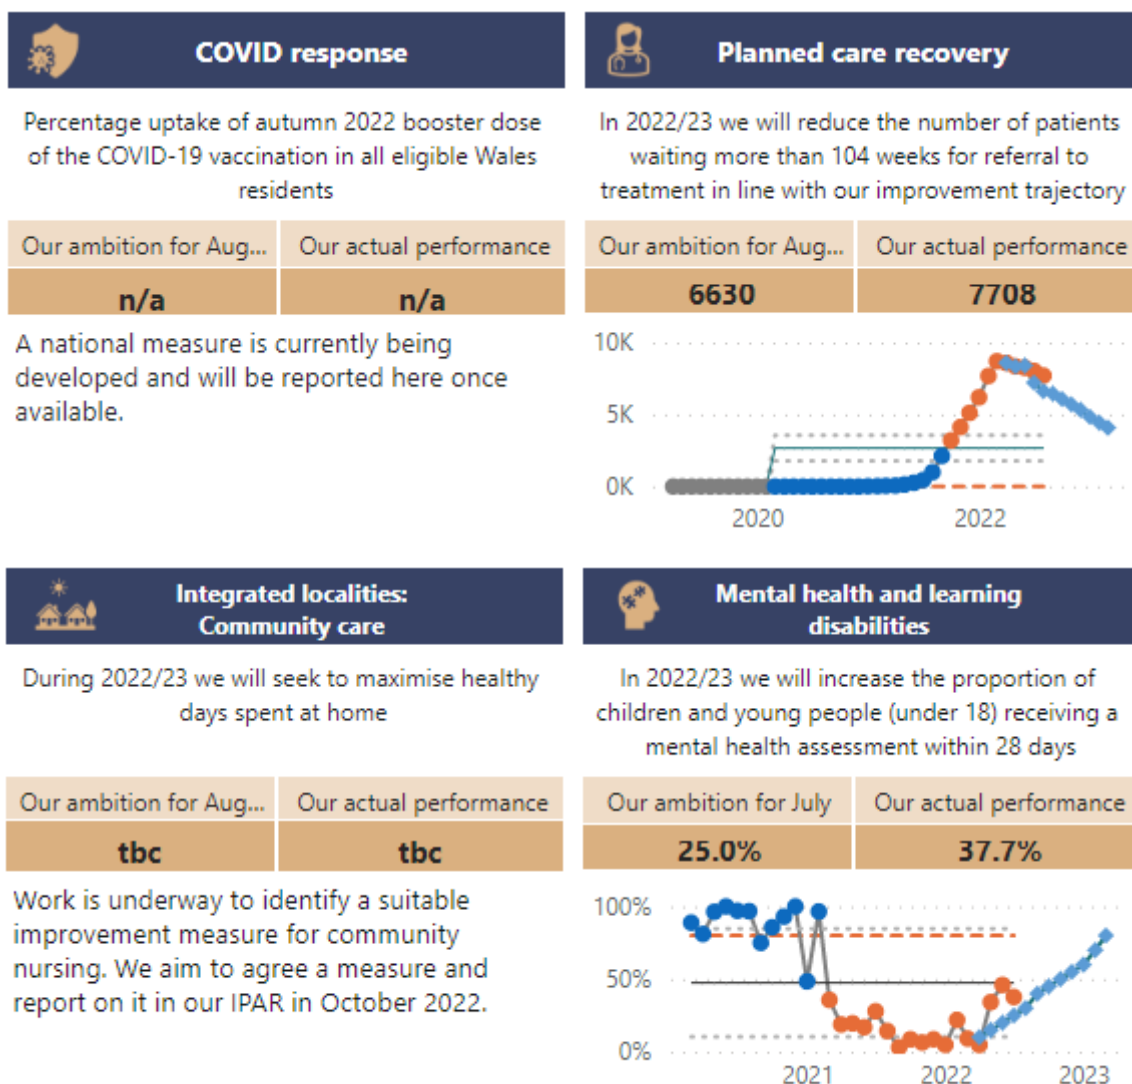 COVID response
Percentage uptake of autumn 2022 booster dose
of the COVID-19 vaccination in all eligible Wales
residents
Our ambition for Aug... Our actual performance
n/a n/a
A national measure is currently being
developed and will be reported here once
available.
Planned care recovery
In 2022/23 we will reduce the number of patients
waiting more than 104 weeks for referral to
treatment in line with our improvement trajectory
Our ambition for Aug... Our actual performance
6630 7708
10K
5K
0K
2020 2022
Integrated localities:
Community care
During 2022/23 we will seek to maximise healthy
days spent at home
Our ambition for Aug... Our actual performance
tbc tbc
Work is underway to identify a suitable
improvement measure for community
nursing. We aim to agree a measure and
report on it in our IPAR in October 2022.
Mental health and learning
disabilities
In 2022/23 we will increase the proportion of
children and young people (under 18) receiving a
mental health assessment within 28 days
Our ambition for July Our actual performance
25.0% 37.7%
100%
50%
0%
2021 2022 2023